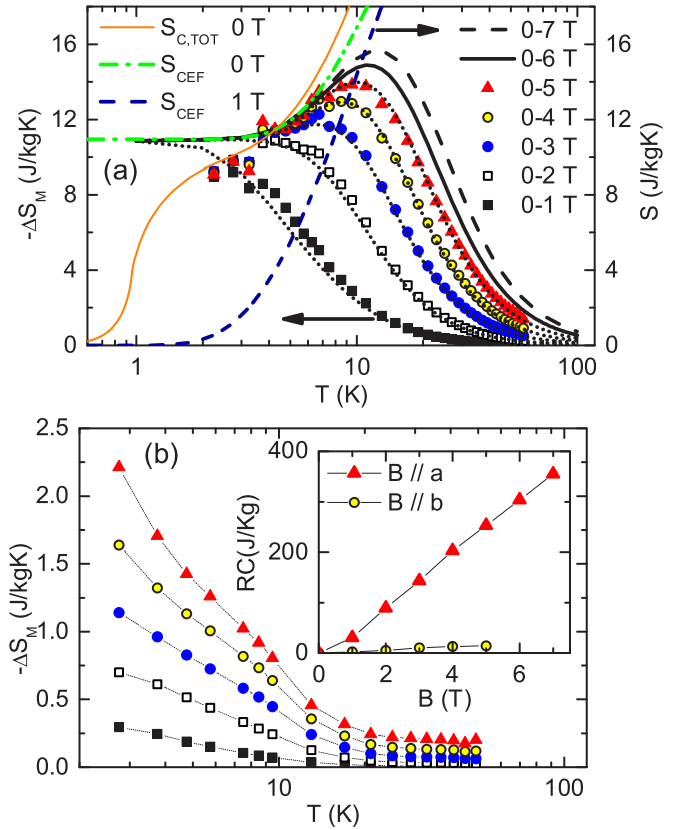 18
16
12
8
4
0
-ΔS_M (J/kgK)
(a)
S_C,TOT 0 T
S_CEF 0 T
S_CEF 1T
0-7 T
0-6 T
0-5 T
0-4 T
0-3 T
0-2 T
0-1 T
16
12
8
4
0
S (J/kgK)
1 10 100
T (K)
2.5
2.0
1.5
1.0
0.5
0.0
-ΔS_M (J/kgK)
(b)
400
200
0
RC(J/Kg)
B // a
B // b
0 2 4 6
B (T)
10 100
T (K)